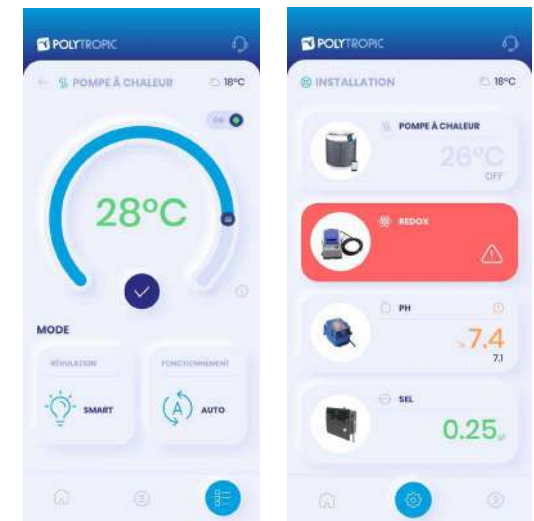 POLYTROPIC
POMPE À CHALEUR
18°C
ON
28°C
MODE
RÉGULATION
SMART
FONCTIONNEMENT
A
AUTO
POLYTROPIC
INSTALLATION
18°C
POMPE À CHALEUR
26°C
OFF
REDOX
PH
7.4
7.1
SEL
0.25